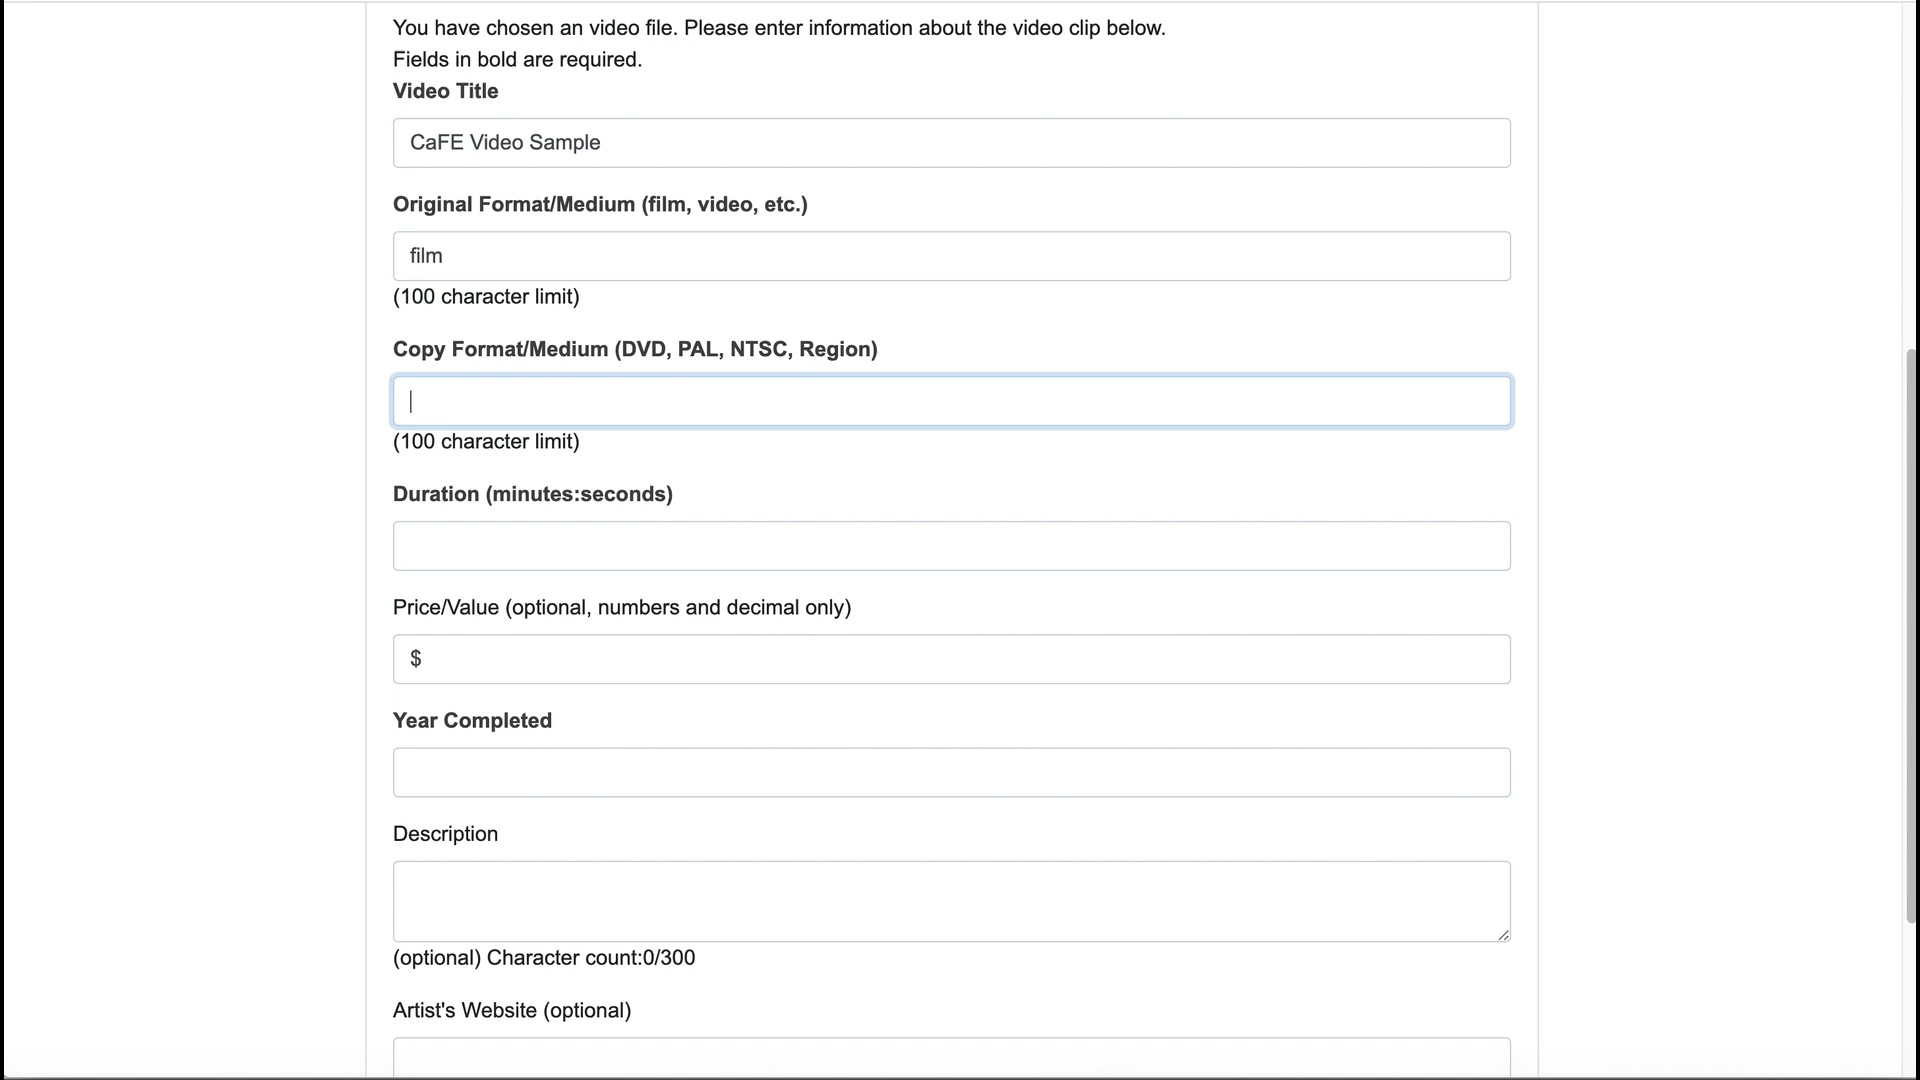 You have chosen an video file. Please enter information about the video clip below.
Fields in bold are required.
Video Title
CaFE Video Sample
Original Format/Medium (film, video, etc.)
film
(100 character limit)
Copy Format/Medium (DVD, PAL, NTSC, Region)
(100 character limit)
Duration (minutes:seconds)
Price/Value (optional, numbers and decimal only)
$
Year Completed
Description
(optional) Character count:0/300
Artist's Website (optional)